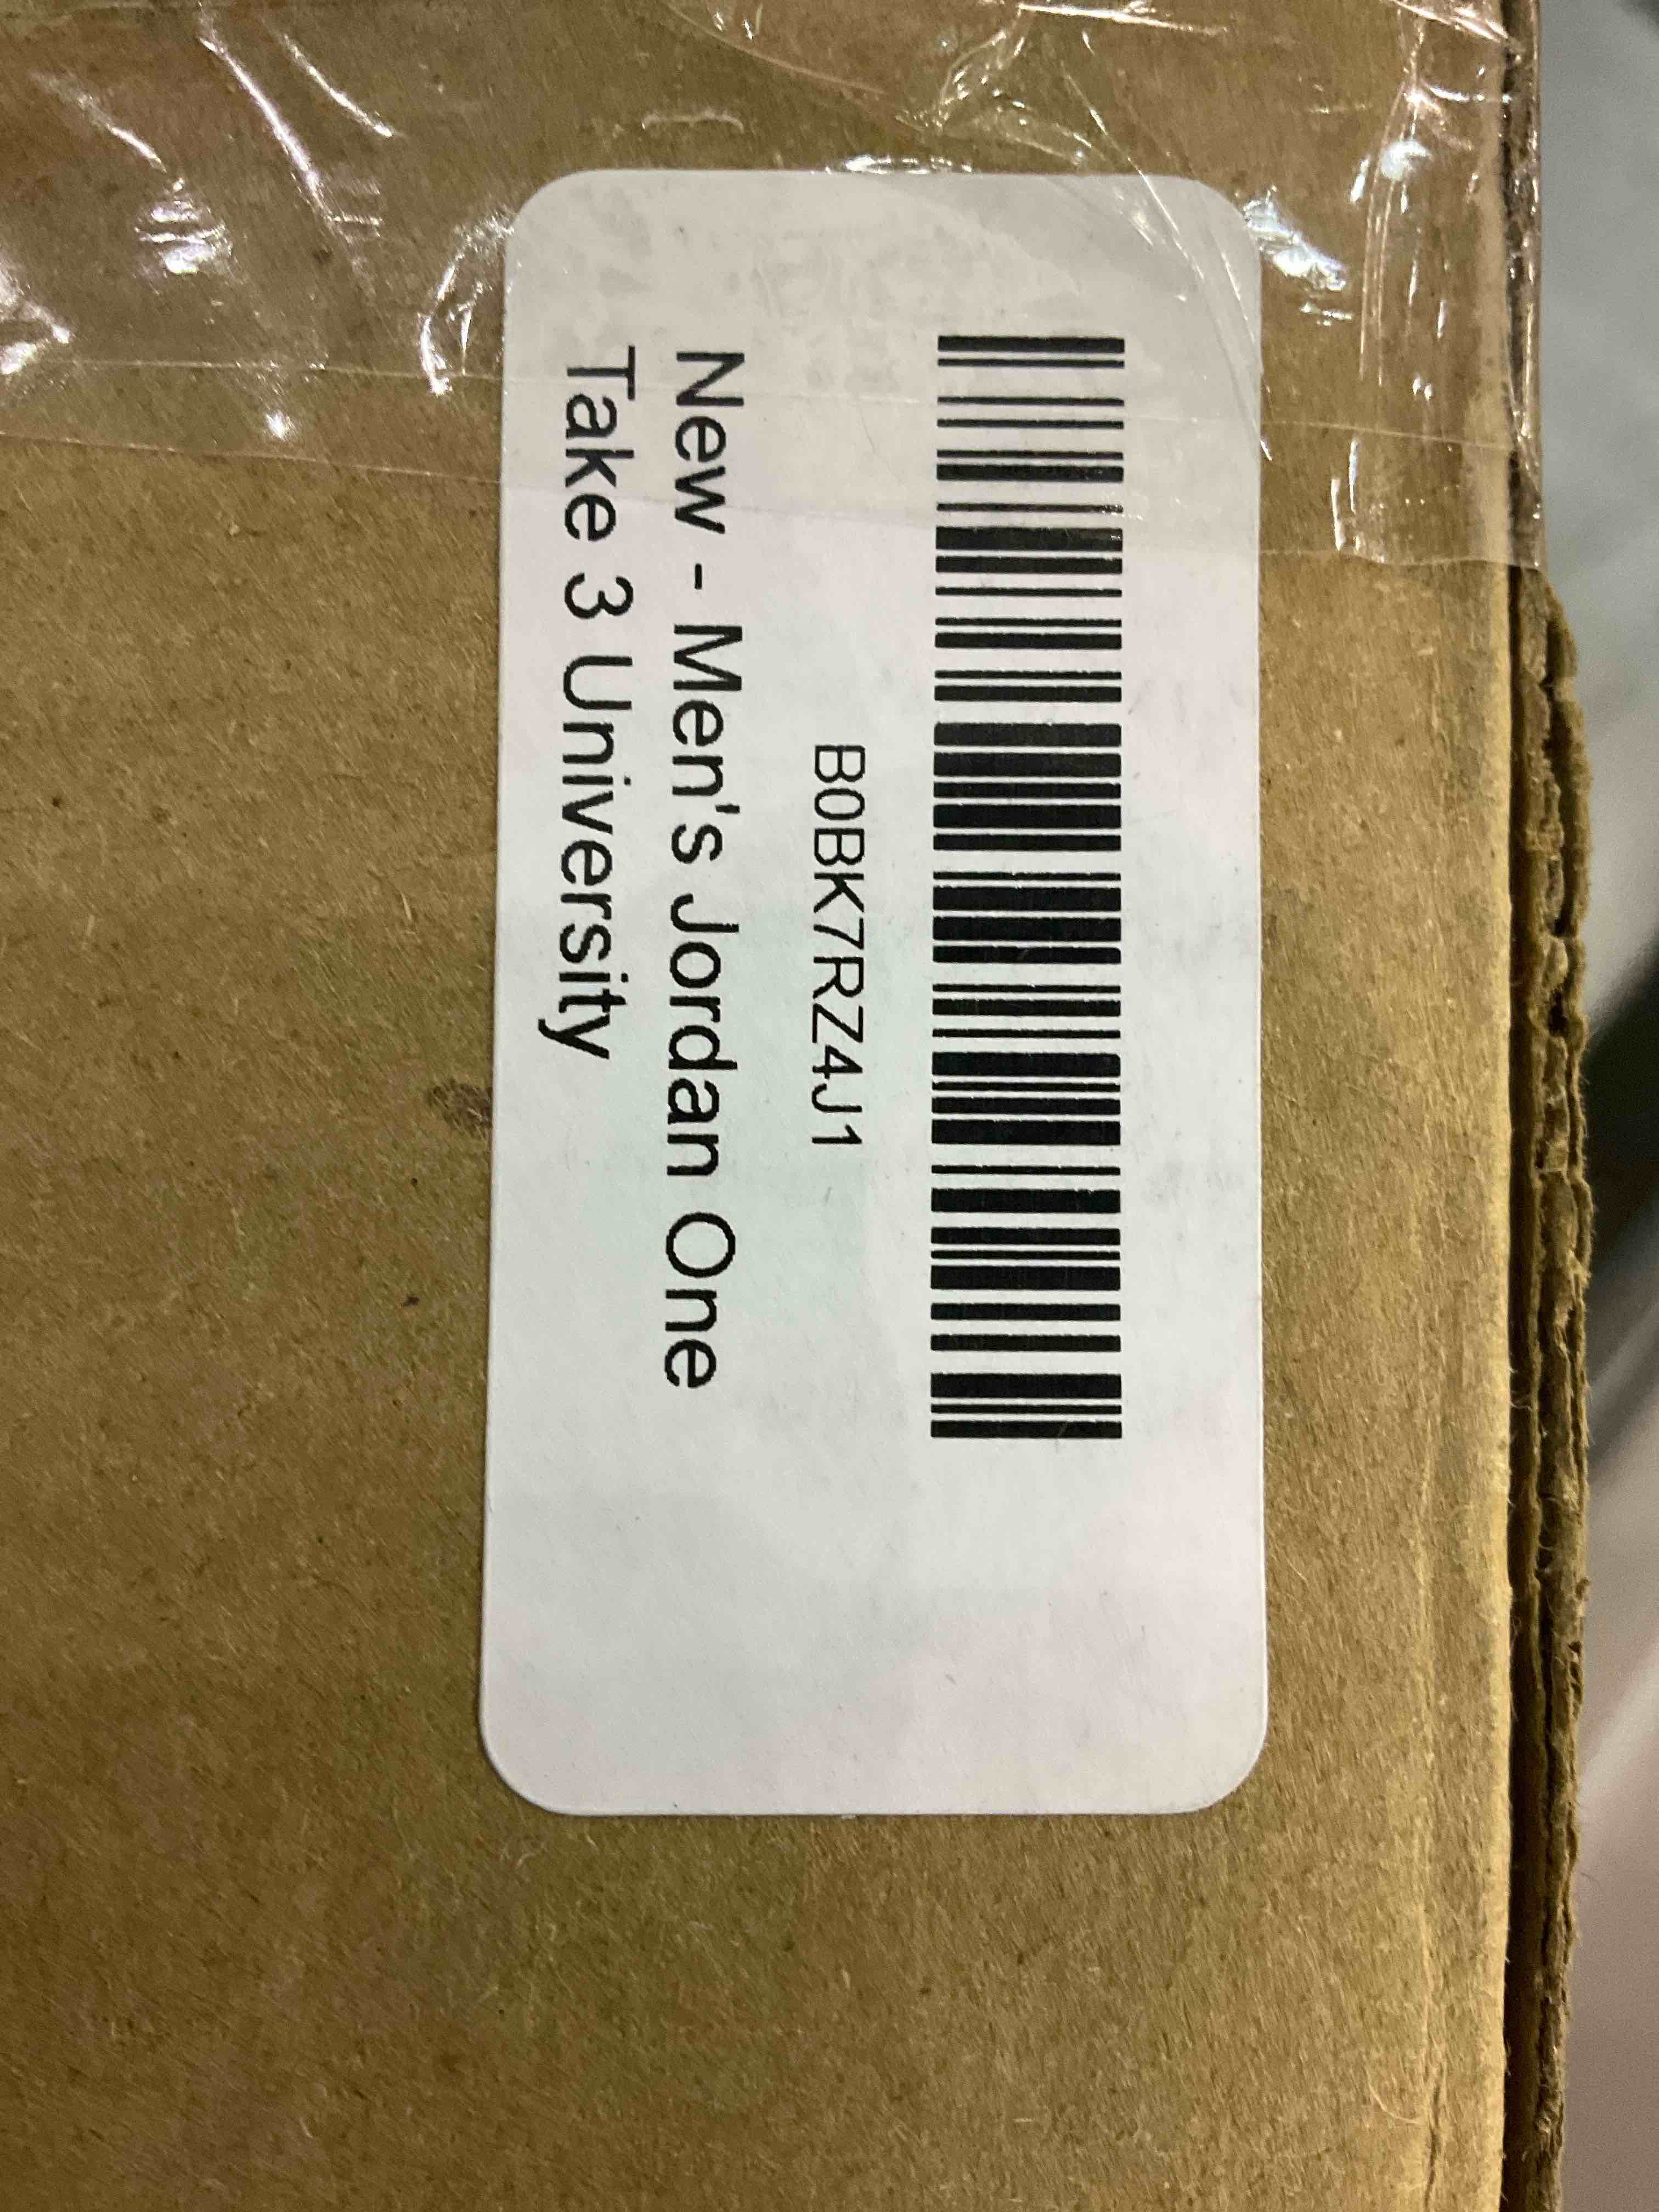 B0BK7RZ4J1
New - Men's Jordan One
Take 3 University